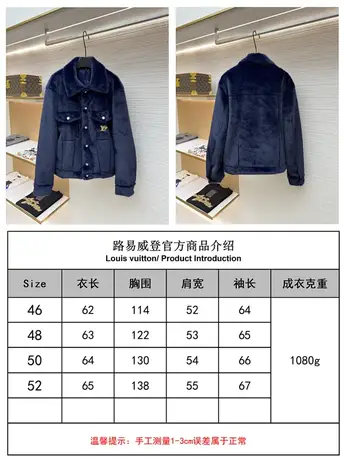 路易威登官方商品介绍
Louis vuitton/ Product Introduction
Size 衣长 胸围 肩宽 袖长 成衣克重
46 62 114 52 64
48 63 122 53 65
50 64 130 54 66 1080g
52 65 138 55 67
温馨提示：手工测量1-3cm误差属于正常